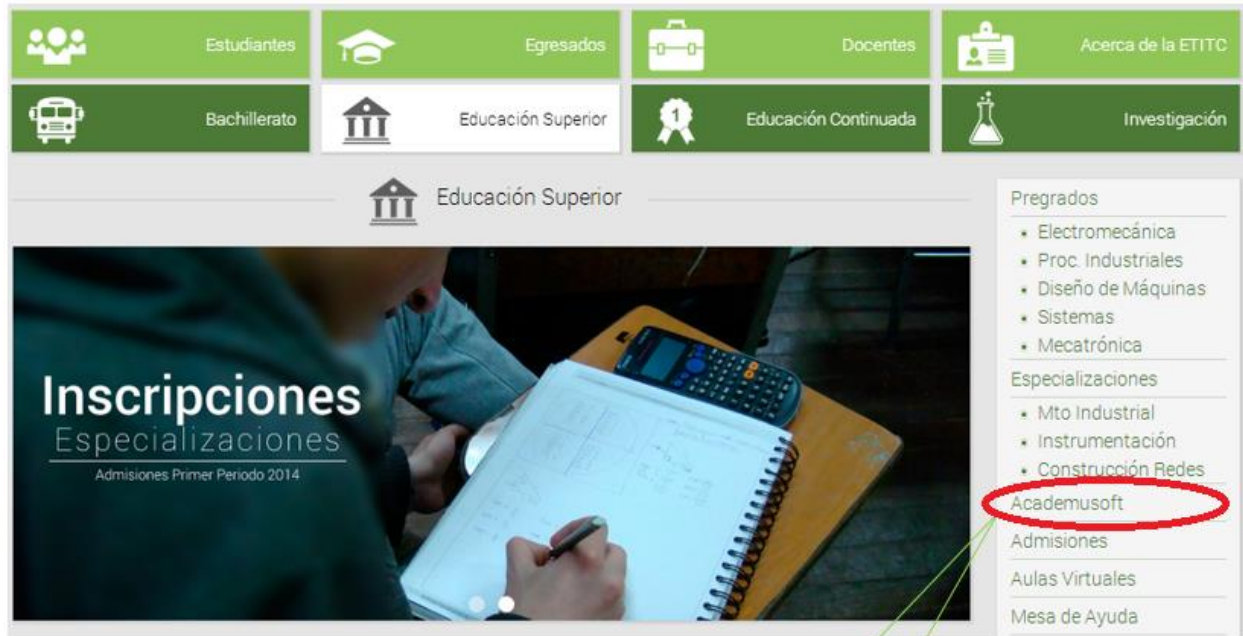 Estudiantes
Egresados
Docentes
Acerca de la ETITC
Bachillerato
Educación Superior
1
Educación Continuada
Investigación
Educación Superior
Inscripciones
Especializaciones
Admisiones Primer Periodo 2014
Pregrados
Electromecánica
Proc. Industriales
Diseño de Máquinas
Sistemas
Mecatrónica
Especializaciones
Mto Industrial
Instrumentación
Construcción Redes
Academusoft
Admisiones
Aulas Virtuales
Mesa de Ayuda